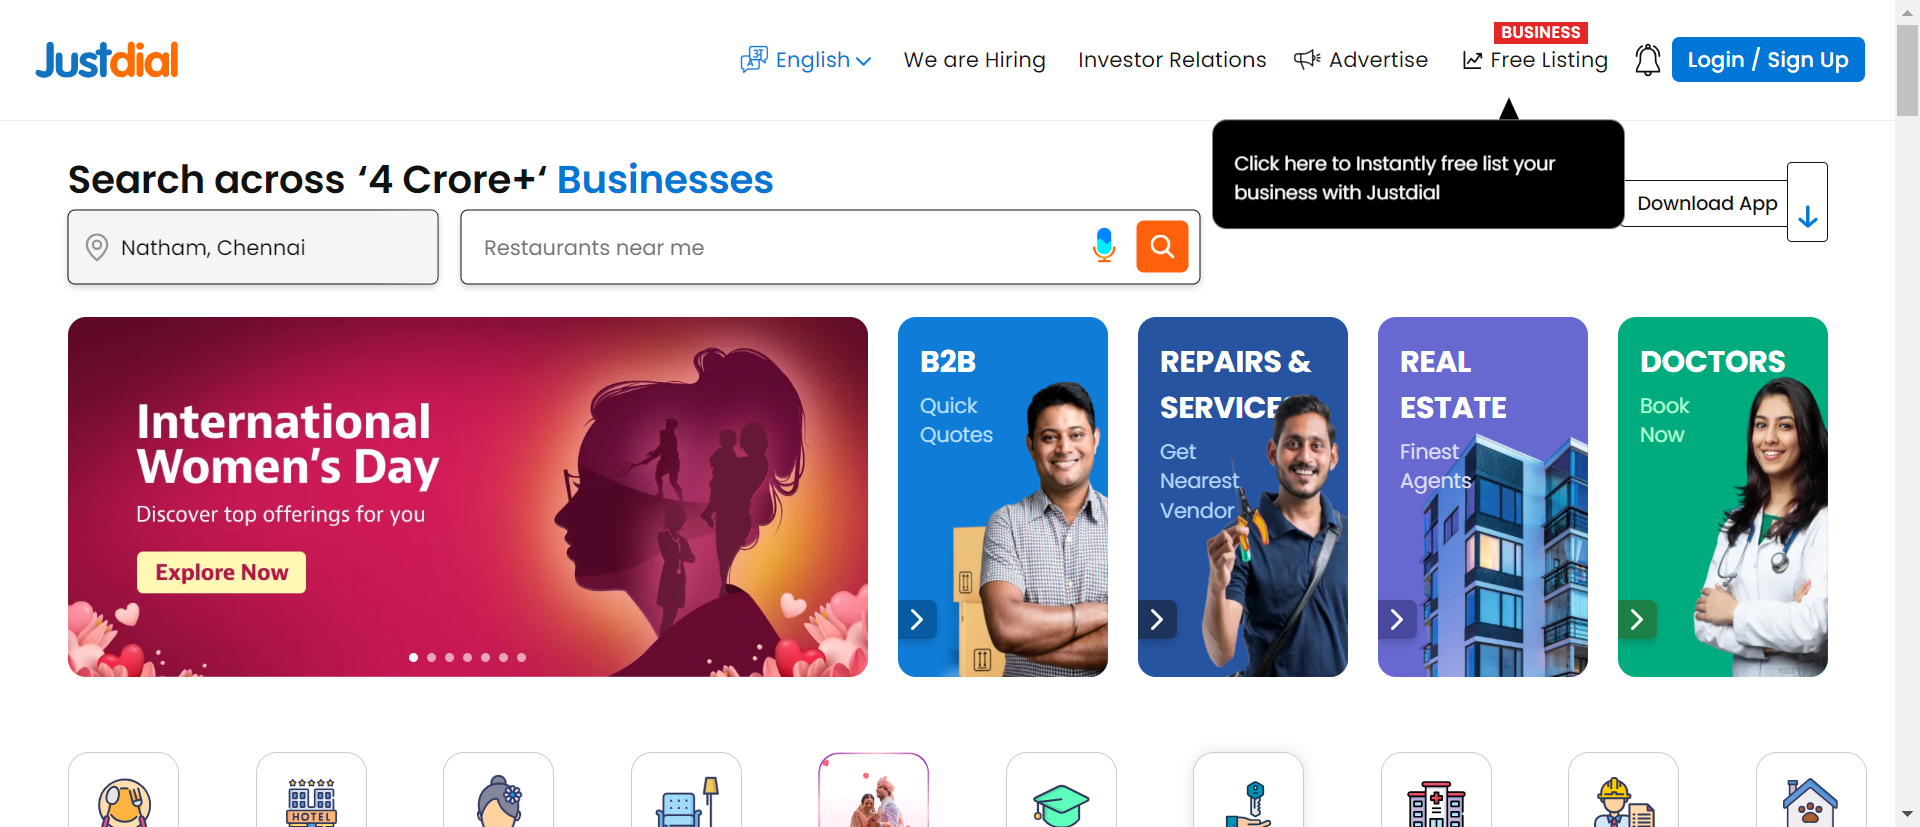 Justdial
English
We are Hiring
Investor Relations
Advertise
BUSINESS
Free Listing
Login / Sign Up
Click here to Instantly free list your
business with Justdial
Search across ‘4 Crore+‘ Businesses
Download App
Natham, Chennai
Restaurants near me
International
Women’s Day
Discover top offerings for you
Explore Now
B2B
Quick
Quotes
REPAIRS &
SERVICES
Get
Nearest
Vendor
REAL
ESTATE
Finest
Agents
DOCTORS
Book
Now
HOTEL